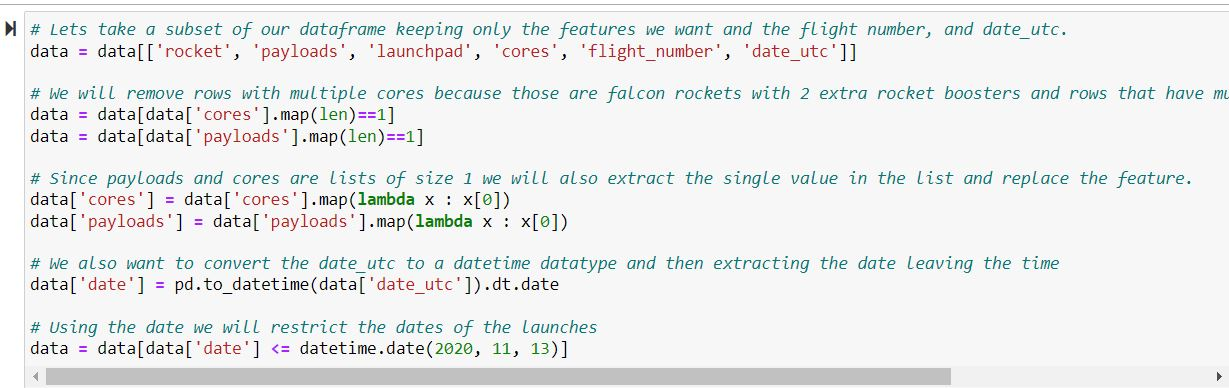 # Lets take a subset of our dataframe keeping only the features we want and the flight number, and date_utc.
data = data[['rocket', 'payloads', 'launchpad', 'cores', 'flight_number', 'date_utc']]
# We will remove rows with multiple cores because those are falcon rockets with 2 extra rocket boosters and rows that have
data = data[data['cores'].map(len)==1]
data = data[data['payloads'].map(len)==1]
# Since payloads and cores are lists of size 1 we will also extract the single value in the list and replace the feature.
data['cores'] = data['cores'].map(lambda x : x[0])
data['payloads'] = data['payloads'].map(lambda x : x[0])
# We also want to convert the date_utc to a datetime datatype and then extracting the date leaving the time
data['date'] = pd.to_datetime(data['date_utc']).dt.date
# Using the date we will restrict the dates of the launches
data = data[data['date'] <= datetime.date(2020, 11, 13)]